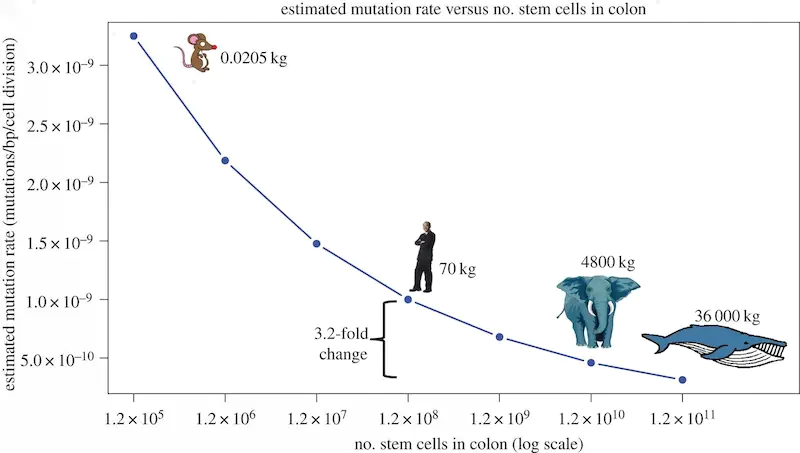 estimated mutation rate versus no. stem cells in colon
estimated mutation rate (mutations/bp/cell division)
3.0 × 10⁻⁹
2.5 × 10⁻⁹
2.0 × 10⁻⁹
1.5 × 10⁻⁹
1.0 × 10⁻⁹
5.0 × 10⁻¹⁰
0.0205 kg
70 kg
4800 kg
36 000 kg
3.2-fold
change
1.2 × 10⁵
1.2 × 10⁶
1.2 × 10⁷
1.2 × 10⁸
1.2 × 10⁹
1.2 × 10¹⁰
1.2 × 10¹¹
no. stem cells in colon (log scale)